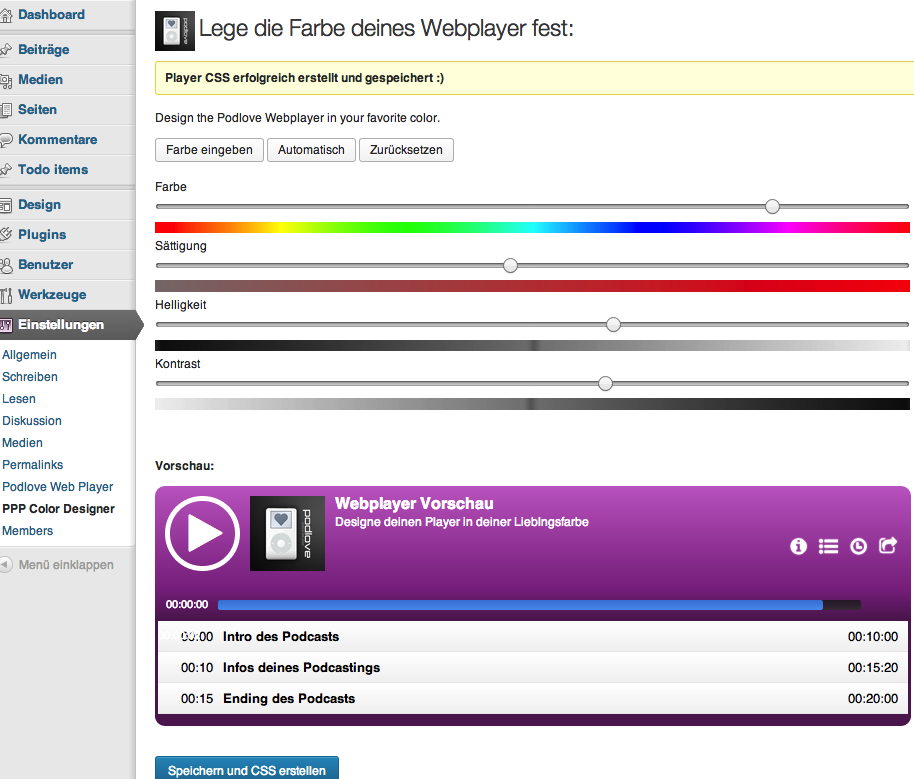 Dashboard
Beiträge
Medien
Seiten
Kommentare
Todo items
Design
Plugins
Benutzer
Werkzeuge
Einstellungen
Allgemein
Schreiben
Lesen
Diskussion
Medien
Permalinks
Podlove Web Player
PPP Color Designer
Members
Menü einklappen
podlove
Lege die Farbe deines Webplayer fest:
Player CSS erfolgreich erstellt und gespeichert :)
Design the Podlove Webplayer in your favorite color.
Farbe eingeben Automatisch Zurücksetzen
Farbe
Sättigung
Helligkeit
Kontrast
Vorschau:
podlove
Webplayer Vorschau
Designe deinen Player in deiner Lieblngsfarbe
00:00:00
00:00 Intro des Podcasts 00:10:00
00:10 Infos deines Podcastings 00:15:20
00:15 Ending des Podcasts 00:20:00
Speichern und CSS erstellen